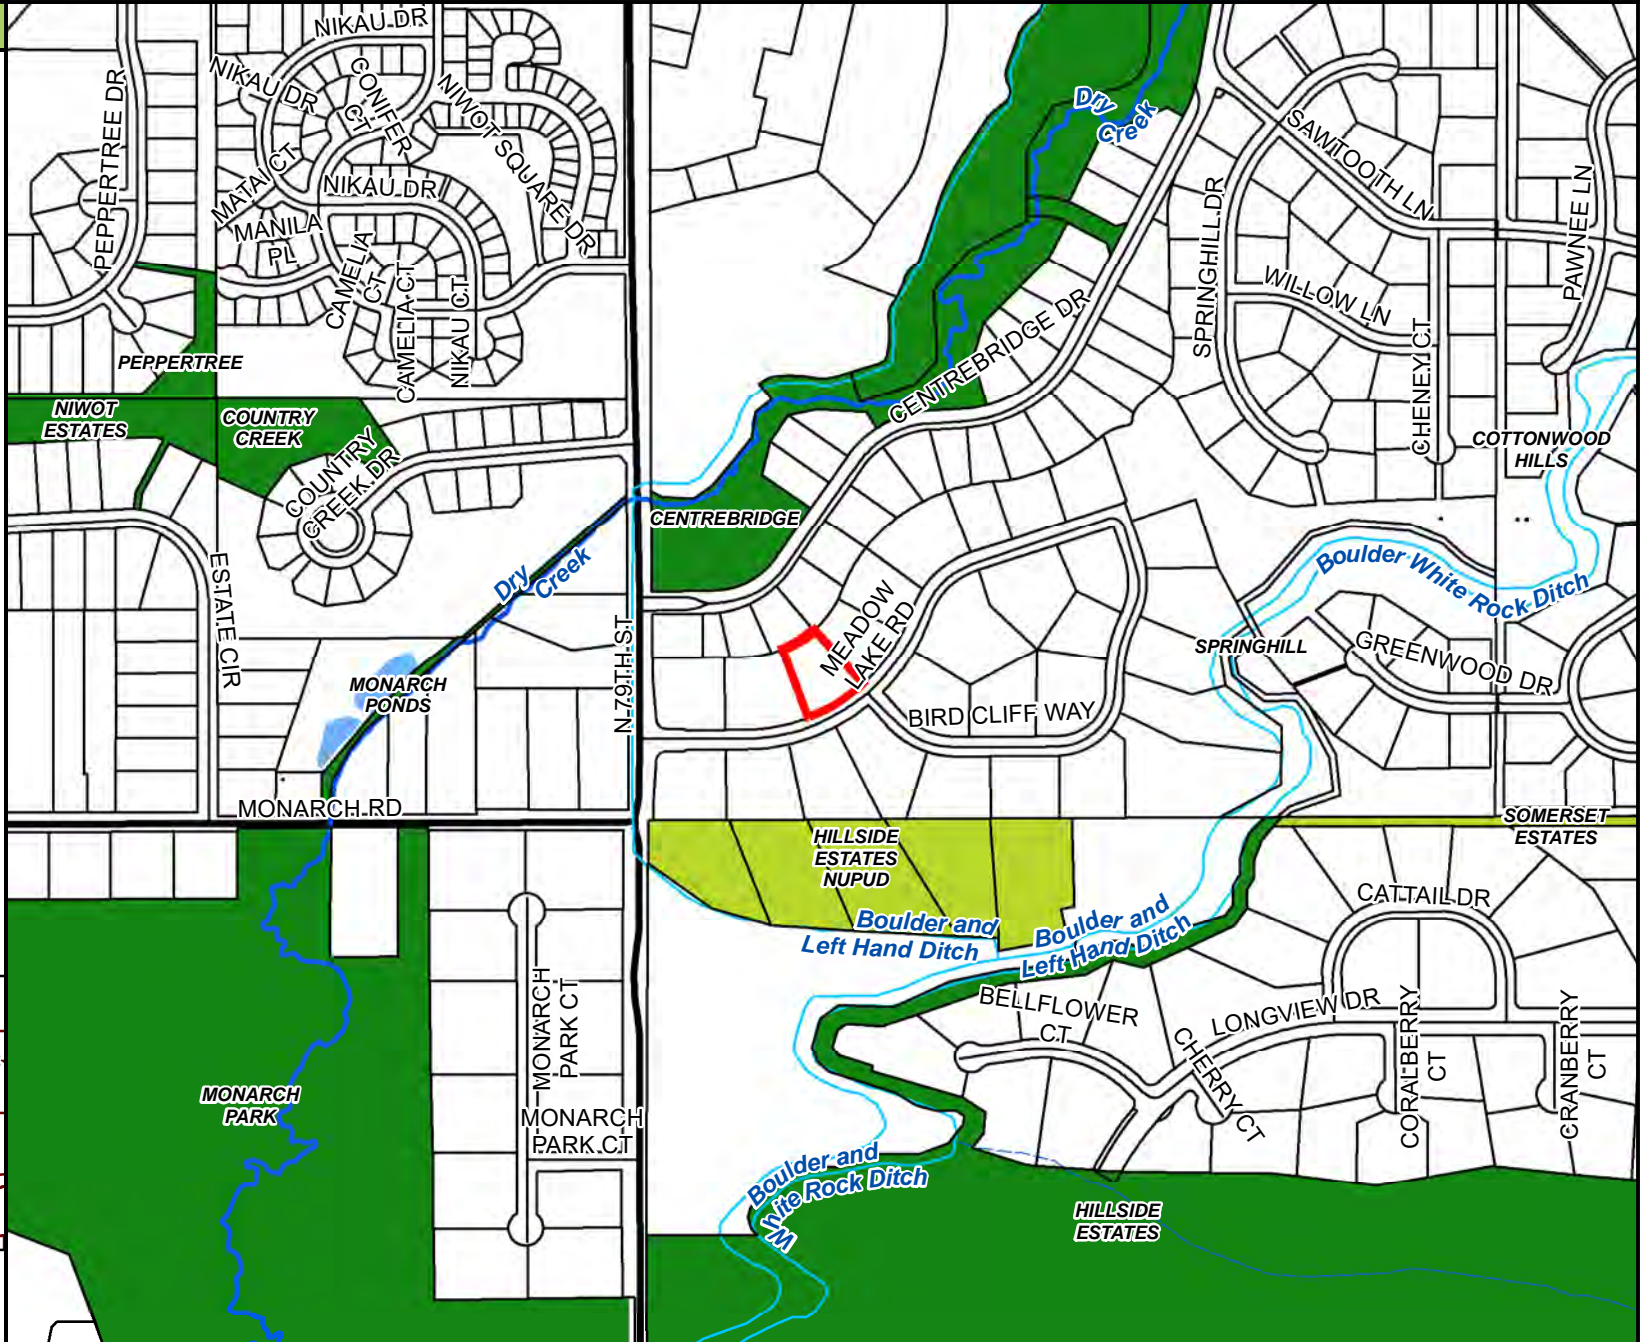 NIKAU DR
NIKAU DR
CONIFER
CT
NIWOT SQUARE DR
PEPPERTREE DR
MATAI CT
NIKAU DR
MANILA
PL
CAMELIA
CT
CAMELIA CT
NIKAU CT
PEPPERTREE
NIWOT
ESTATES
COUNTRY
CREEK
COUNTRY
CREEK DR
ESTATE CIR
Dry
Creek
MONARCH
PONDS
MONARCH RD
N 79TH ST
Dry
Creek
SAWTOOTH LN
SPRINGHILL DR
WILLOW LN
PAWNEE LN
CHENEY CT
CENTREBRIDGE DR
COTTONWOOD
HILLS
CENTREBRIDGE
Boulder White Rock Ditch
MEADOW
LAKE RD
BIRD CLIFF WAY
SPRINGHILL
GREENWOOD DR
SOMERSET
ESTATES
HILLSIDE
ESTATES
NUPUD
Boulder and
Left Hand Ditch
Boulder and
Left Hand Ditch
CATTAIL DR
BELLFLOWER
CT
LONGVIEW DR
CHERRY CT
CORALBERRY
CT
CRANBERRY
CT
MONARCH
PARK CT
MONARCH
PARK CT
MONARCH
PARK
Boulder and
White Rock Ditch
HILLSIDE
ESTATES